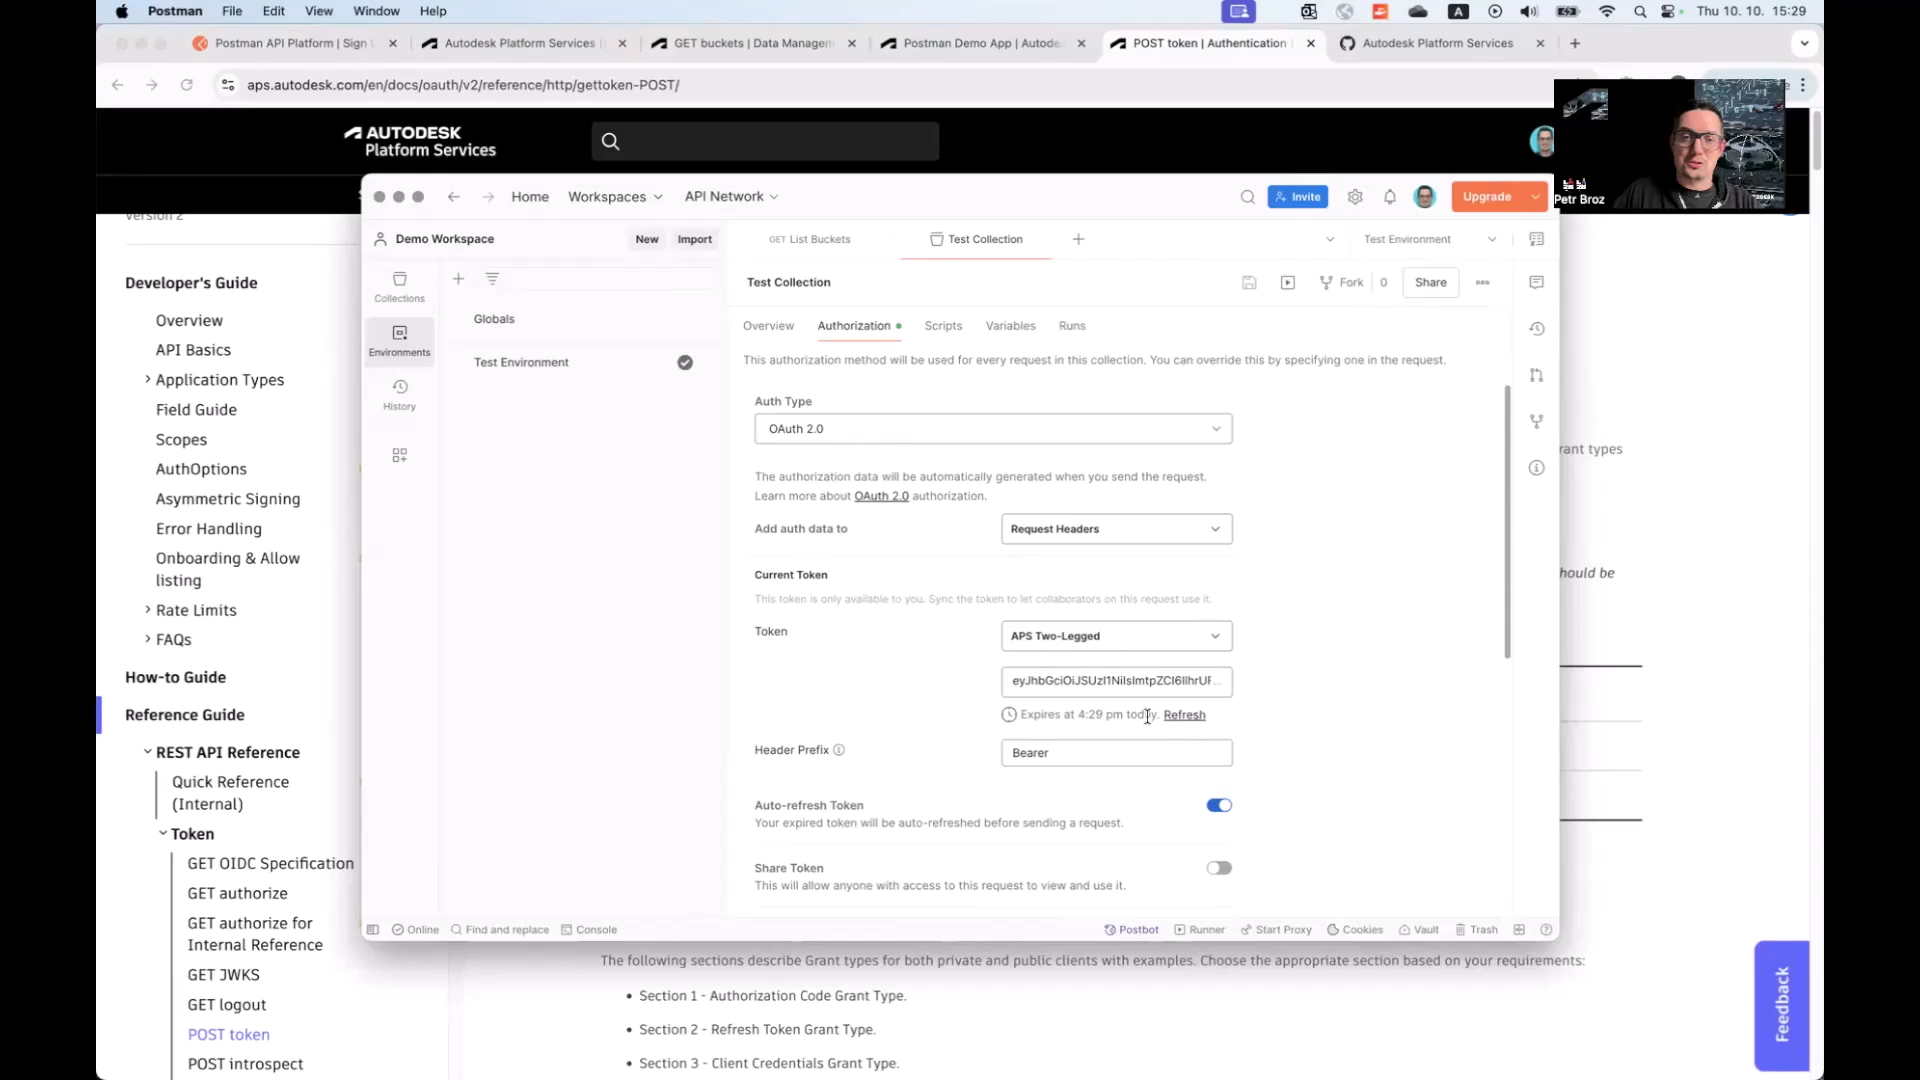 Postman File Edit View Window Help
A
Thu 10. 10. 15:29
Postman API Platform | Sign
Autodesk Platform Services (
GET buckets | Data Managem
Postman Demo App | Autode
POST token | Authentication
Autodesk Platform Services
aps.autodesk.com/en/docs/oauth/v2/reference/http/gettoken-POST/
AUTODESK
Platform Services
Petr Broz
Home Workspaces API Network
Invite
Upgrade
Version 2
Demo Workspace
New Import
GET List Buckets
Test Collection
Test Environment
Developer's Guide
Overview
API Basics
Application Types
Field Guide
Scopes
AuthOptions
Asymmetric Signing
Error Handling
Onboarding & Allow
listing
Rate Limits
FAQs
How-to Guide
Reference Guide
REST API Reference
Quick Reference
(Internal)
Token
GET OIDC Specification
GET authorize
GET authorize for
Internal Reference
GET JWKS
GET logout
POST token
POST introspect
Collections
Environments
History
Globals
Test Environment
Test Collection
Fork 0
Share
Overview Authorization Scripts Variables Runs
This authorization method will be used for every request in this collection. You can override this by specifying one in the request.
Auth Type
OAuth 2.0
The authorization data will be automatically generated when you send the request.
Learn more about OAuth 2.0 authorization.
Add auth data to
Request Headers
Current Token
This token is only available to you. Sync the token to let collaborators on this request use it.
Token
APS Two-Legged
Expires at 4:29 pm today. Refresh
Header Prefix
Bearer
Auto-refresh Token
Your expired token will be auto-refreshed before sending a request.
Share Token
This will allow anyone with access to this request to view and use it.
rant types
hould be
Online Find and replace Console
Postbot Runner Start Proxy Cookies Vault Trash
The following sections describe Grant types for both private and public clients with examples. Choose the appropriate section based on your requirements:
• Section 1 - Authorization Code Grant Type.
• Section 2 - Refresh Token Grant Type.
• Section 3 - Client Credentials Grant Type.
Feedback